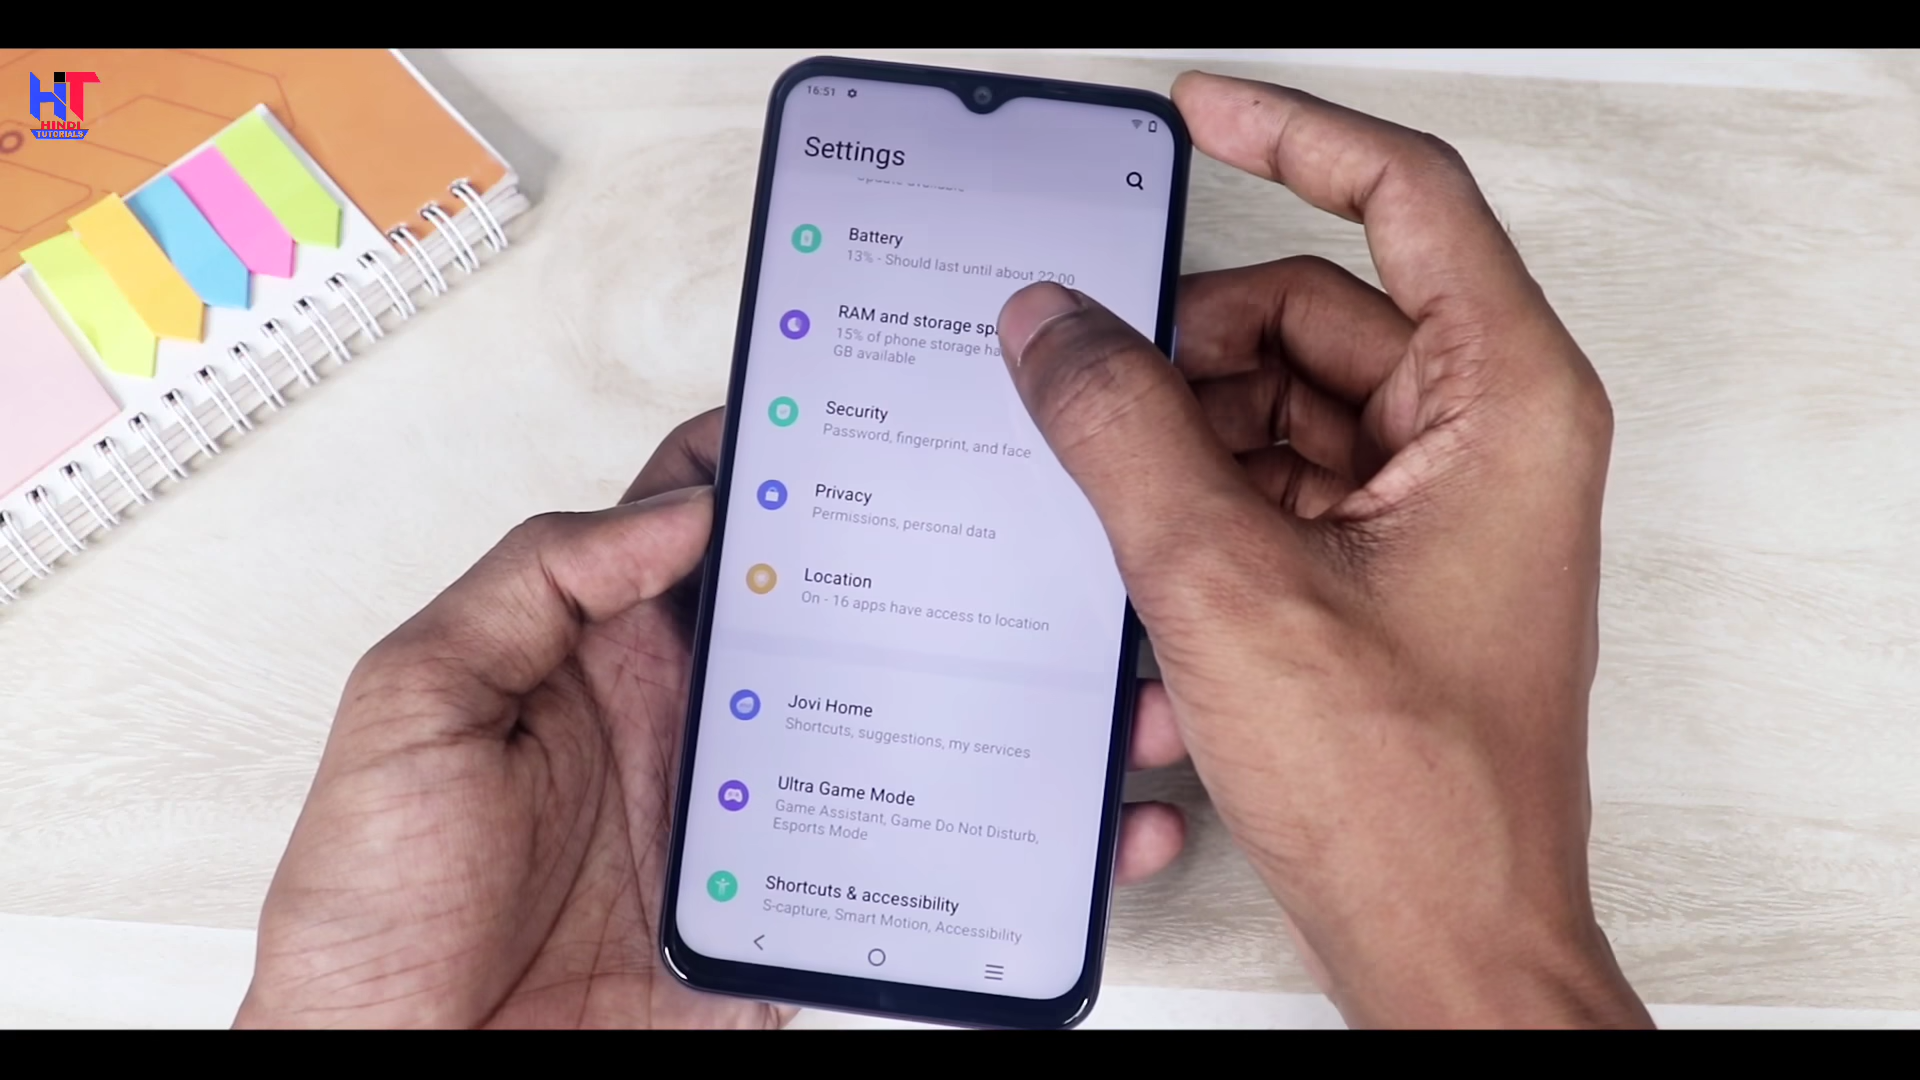 HT
HINDI
TUTORIALS
16:51
Settings
Update available
Battery
13% - Should last until about 22:00
RAM and storage
15% of phone storage
GB available
Security
Password, fingerprint, and face
Privacy
Permissions, personal data
Location
On - 16 apps have access to location
Jovi Home
Shortcuts, suggestions, my services
Ultra Game Mode
Game Assistant, Game Do Not Disturb,
Esports Mode
Shortcuts & accessibility
S-capture, Smart Motion, Accessibility